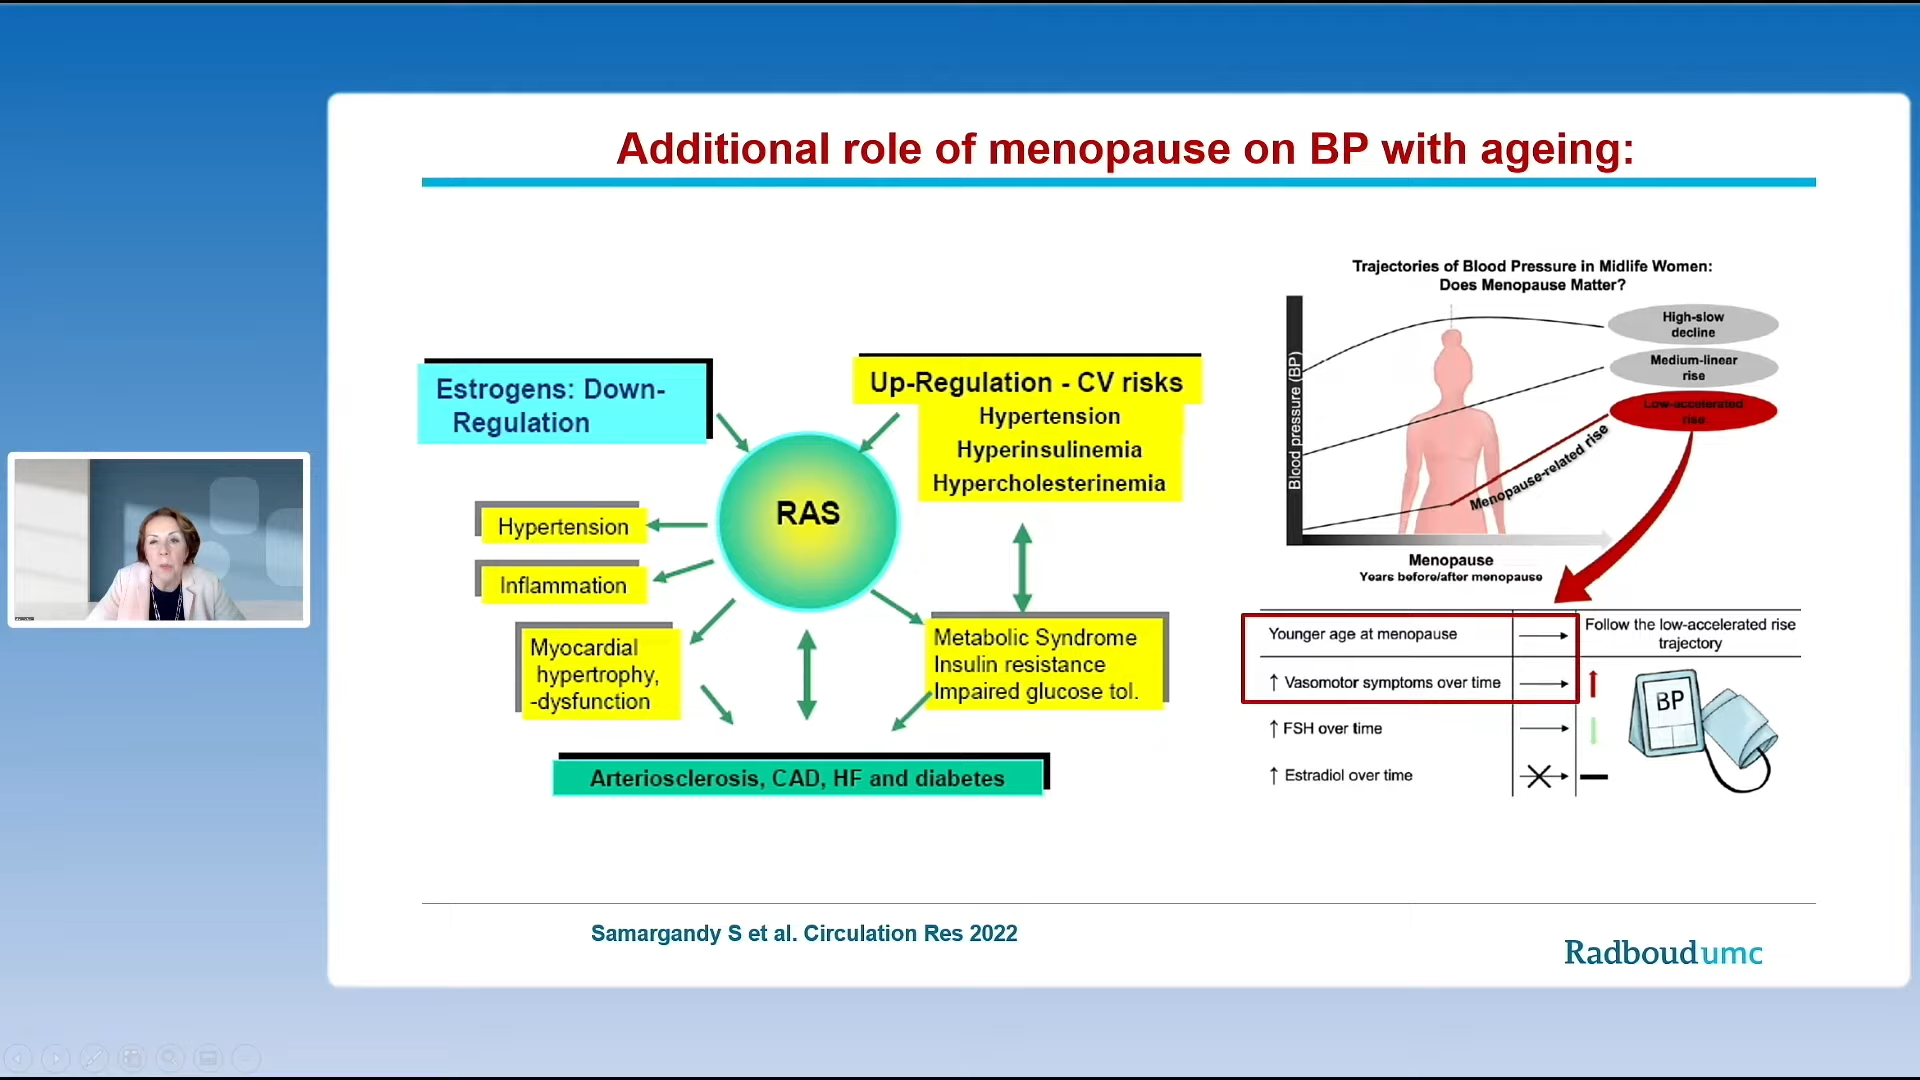 Additional role of menopause on BP with ageing:
Estrogens: Down-
Regulation
Up-Regulation - CV risks
Hypertension
Hyperinsulinemia
Hypercholesterinemia
RAS
Hypertension
Inflammation
Myocardial
hypertrophy,
-dysfunction
Metabolic Syndrome
Insulin resistance
Impaired glucose tol.
Arteriosclerosis, CAD, HF and diabetes
Trajectories of Blood Pressure in Midlife Women:
Does Menopause Matter?
Blood pressure (BP)
High-slow
decline
Medium-linear
rise
Low-accelerated
rise
Menopause-related rise
Menopause
Years before/after menopause
Younger age at menopause
Follow the low-accelerated rise
trajectory
↑ Vasomotor symptoms over time
↑ FSH over time
↑ Estradiol over time
BP
Samargandy S et al. Circulation Res 2022
Radboudumc